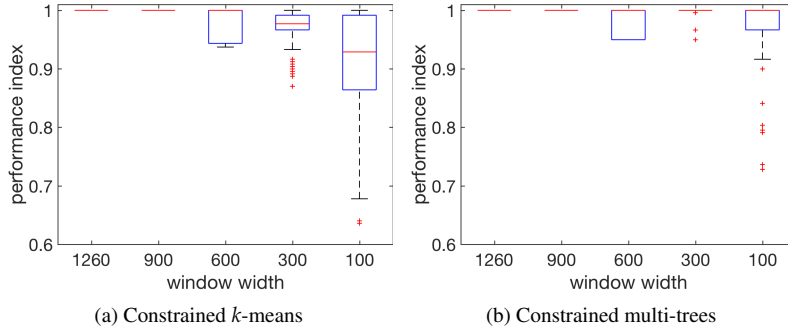 1
0.9
0.8
0.7
0.6
performance index
1260 900 600 300 100
window width
(a) Constrained k-means
1
0.9
0.8
0.7
0.6
performance index
1260 900 600 300 100
window width
(b) Constrained multi-trees